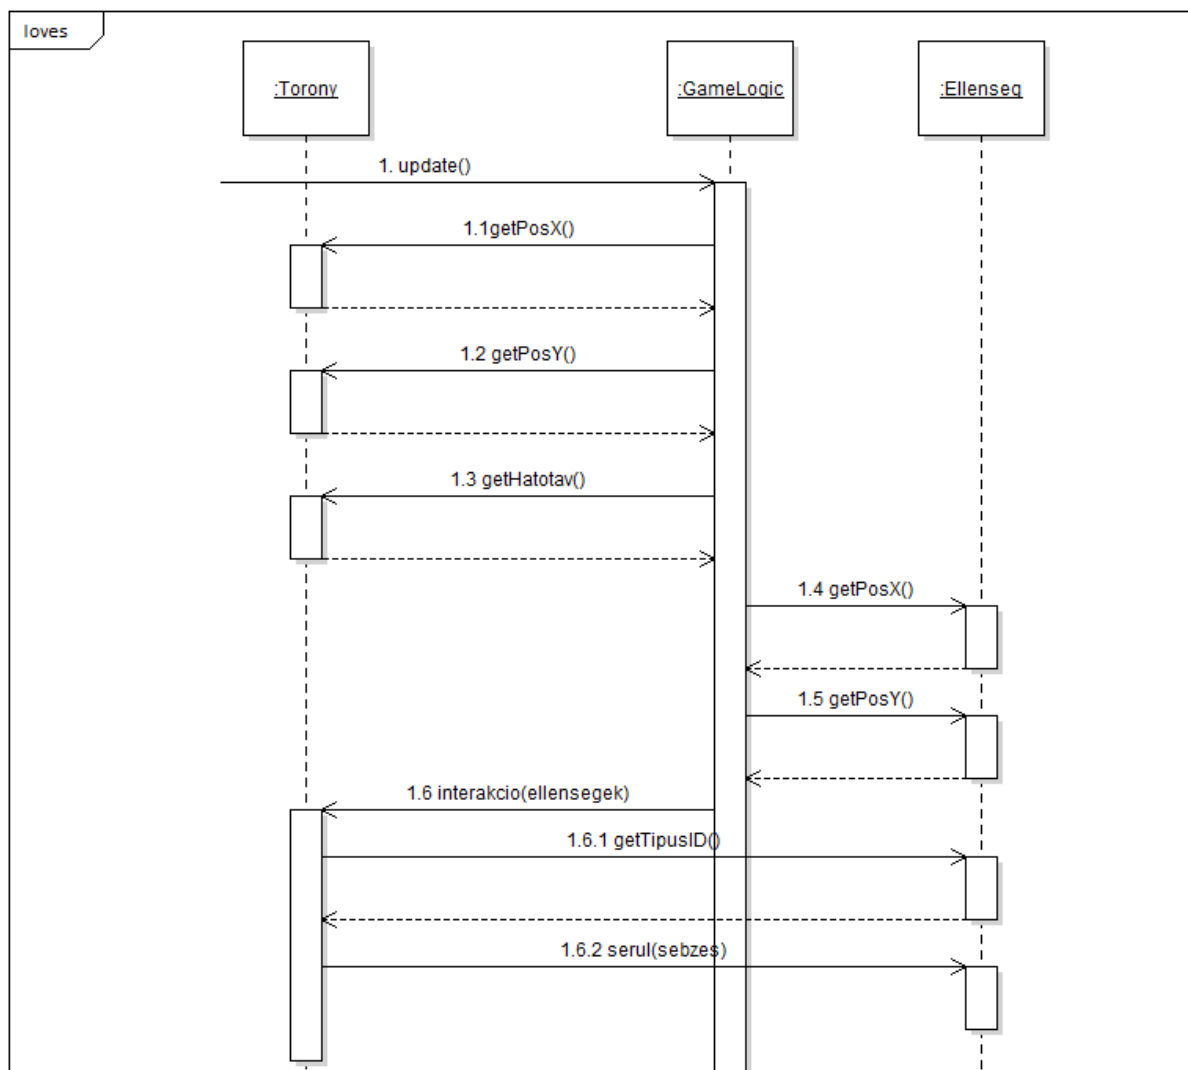 loves
:Torony
:GameLogic
:Ellenseg
1. update()
1.1getPosX()
1.2 getPosY()
1.3 getHatotav()
1.4 getPosX()
1.5 getPosY()
1.6 interakcio(ellensegek)
1.6.1 getTipusID()
1.6.2 serul(sebzes)